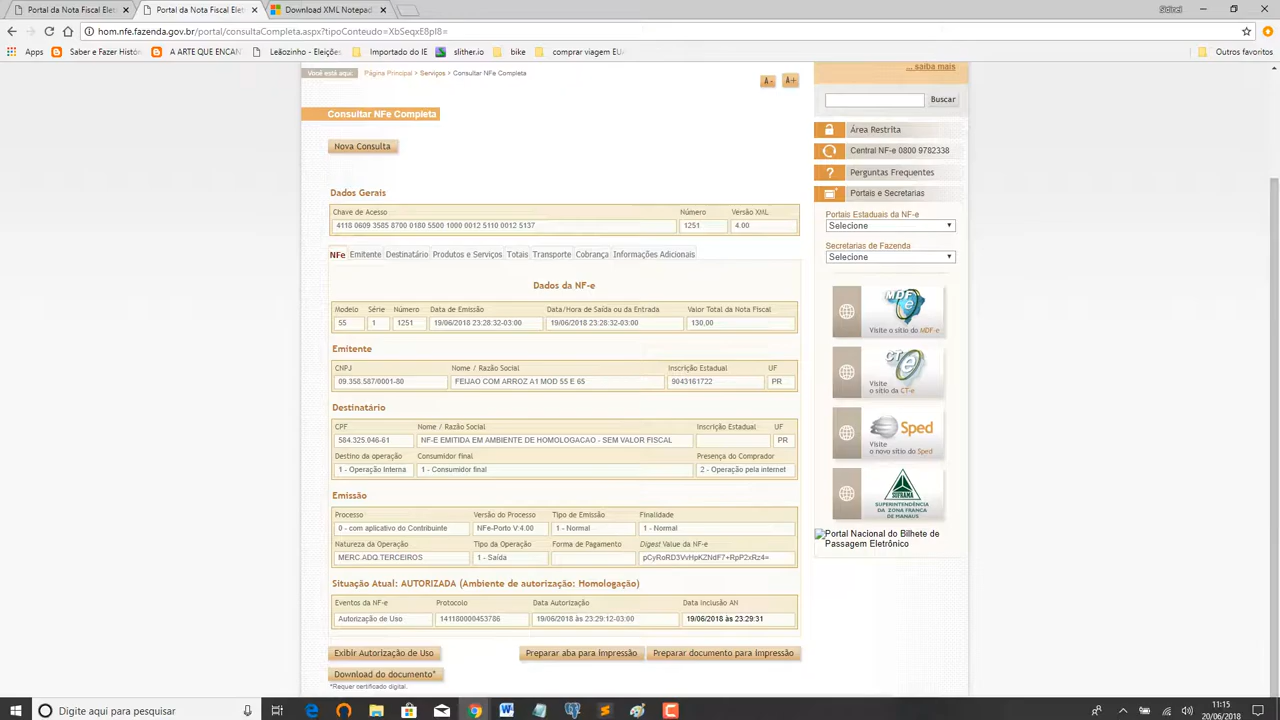 Portal da Nota Fiscal Elet
Portal da Nota Fiscal Elet
Download XML Notepad
hom.nfe.fazenda.gov.br/portal/consultaCompleta.aspx?tipoConteudo=XbSeqxE8pI8=
Apps
Saber e Fazer História
A ARTE QUE ENCAN
Leãozinho - Eleições
Importado do IE
slither.io
bike
comprar viagem EUA
Outros favoritos
Você está aqui:
Página Principal > Serviços > Consultar NFe Completa
A-
A+
... saiba mais
Buscar
Consultar NFe Completa
Nova Consulta
Área Restrita
Central NF-e 0800 9782338
Perguntas Frequentes
Portais e Secretarias
Portais Estaduais da NF-e
Selecione
Secretarias de Fazenda
Selecione
Dados Gerais
Chave de Acesso Número Versão XML
4118 0609 3585 8700 0180 5500 1000 0012 5110 0012 5137 1251 4.00
NFe Emitente Destinatário Produtos e Serviços Totais Transporte Cobrança Informações Adicionais
Dados da NF-e
Modelo Série Número Data de Emissão Data/Hora de Saída ou da Entrada Valor Total da Nota Fiscal
55 1 1251 19/06/2018 23:28:32-03:00 19/06/2018 23:28:32-03:00 130,00
Emitente
CNPJ Nome / Razão Social Inscrição Estadual UF
09.358.587/0001-80 FEIJAO COM ARROZ A1 MOD 55 E 65 9043161722 PR
Destinatário
CPF Nome / Razão Social Inscrição Estadual UF
584.325.046-61 NF-E EMITIDA EM AMBIENTE DE HOMOLOGACAO - SEM VALOR FISCAL PR
Destino da operação Consumidor final Presença do Comprador
1 - Operação Interna 1 - Consumidor final 2 - Operação pela internet
Emissão
Processo Versão do Processo Tipo de Emissão Finalidade
0 - com aplicativo do Contribuinte NFe-Porto V:4.00 1 - Normal 1 - Normal
Natureza da Operação Tipo da Operação Forma de Pagamento Digest Value da NF-e
MERC.ADQ.TERCEIROS 1 - Saída pCyRoRD3VvHpKZNdF7+RpP2xRz4=
Situação Atual: AUTORIZADA (Ambiente de autorização: Homologação)
Eventos da NF-e Protocolo Data Autorização Data Inclusão AN
Autorização de Uso 141180000453786 19/06/2018 às 23:29:12-03:00 19/06/2018 às 23:29:31
Exibir Autorização de Uso
Preparar aba para impressão
Preparar documento para impressão
Download do documento*
*Requer certificado digital.
MDFe
Visite o sítio do MDF-e
CTe
Visite
o sítio da CT-e
Sped
Visite
o novo sítio do Sped
SUFRAMA
SUPERINTENDÊNCIA
DA ZONA FRANCA
DE MANAUS
Portal Nacional do Bilhete de
Passagem Eletrônico
Digite aqui para pesquisar
11:15
20/06/2018